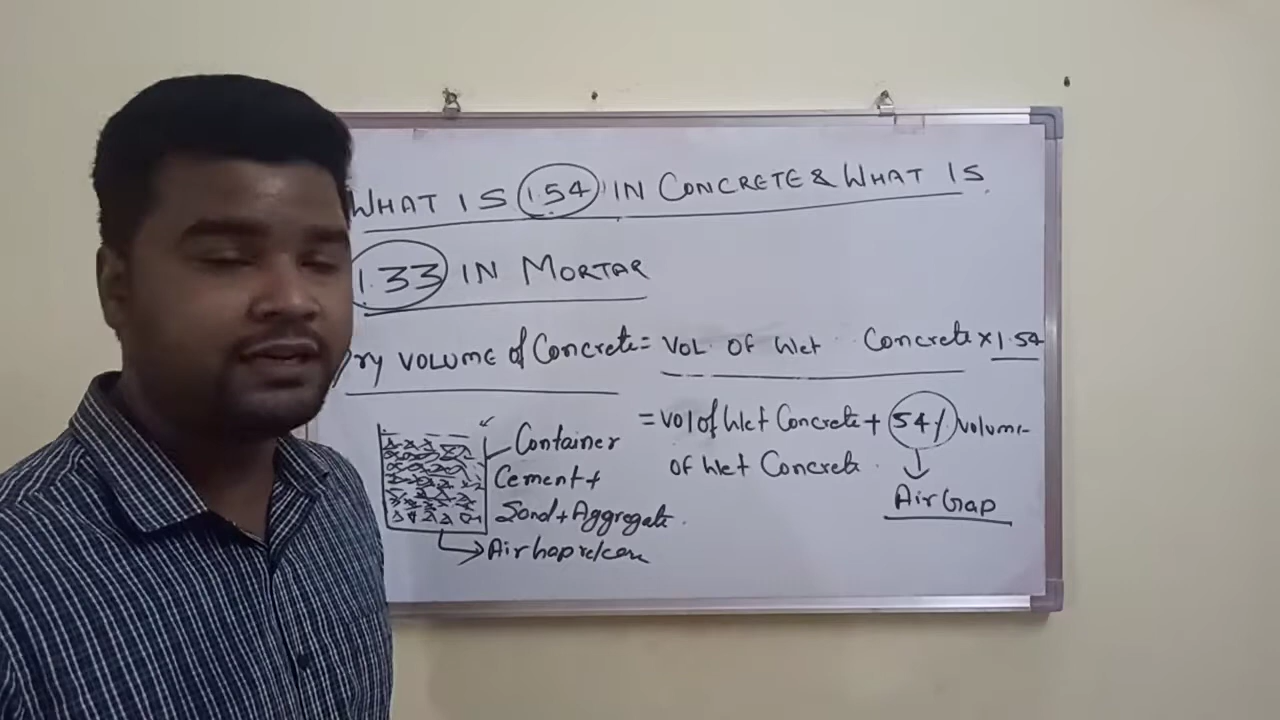 WHAT IS 1.54 IN CONCRETE & WHAT IS
1.33 IN MORTAR
ry VOLUME of Concrete = VOL. OF Wet Concrete × 1.54
= vol of Wet Concrete + 54% volume
of Wet Concrete.
Air Gap
Container
Cement +
Sand + Aggregate.
Air